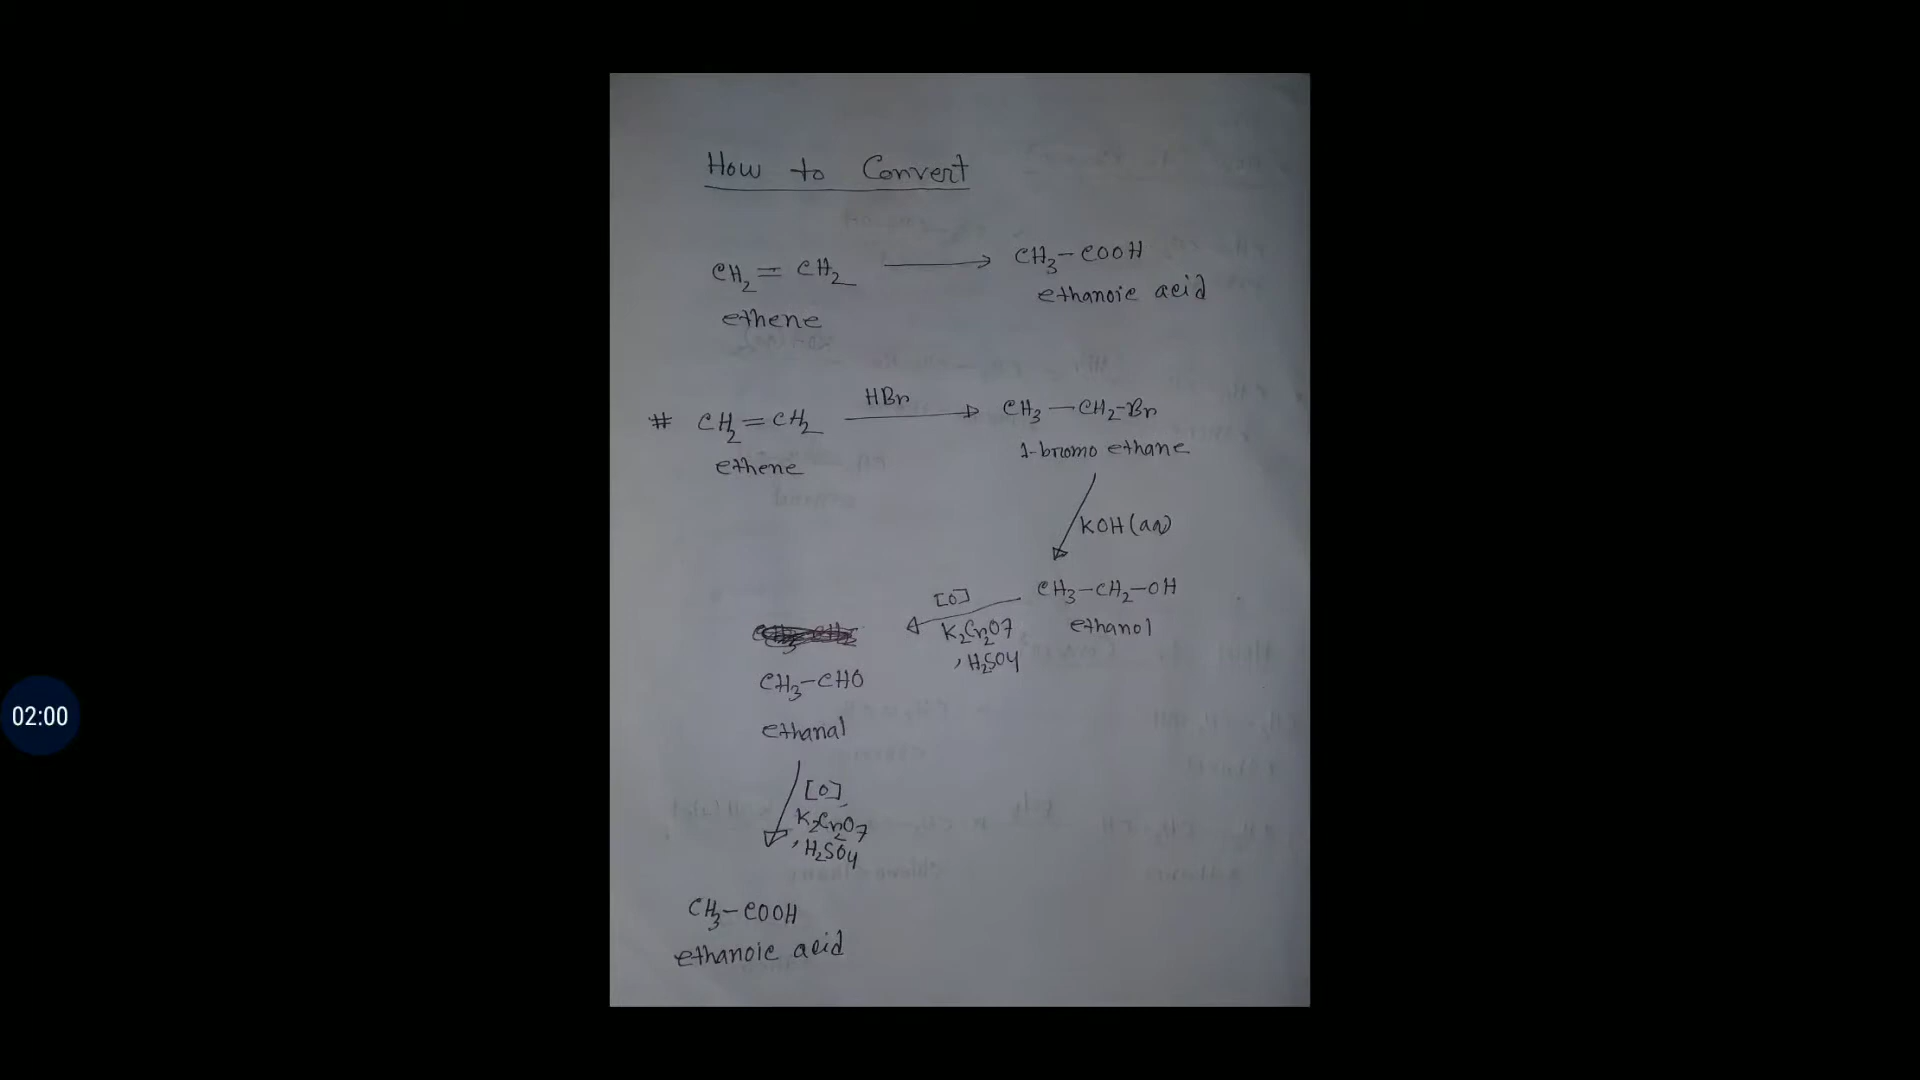 How to Convert
CH2 = CH2 → CH3-COOH
ethanoic acid
ethene
# CH2=CH2 HBr → CH3-CH2-Br
1-bromo ethane
ethene
KOH(aq)
CH3-CH2-OH
ethanol
[O]
K2Cr2O7
, H2SO4
CH3-CHO
ethanal
[O]
K2Cr2O7
, H2SO4
CH3-COOH
ethanoic acid
02:00